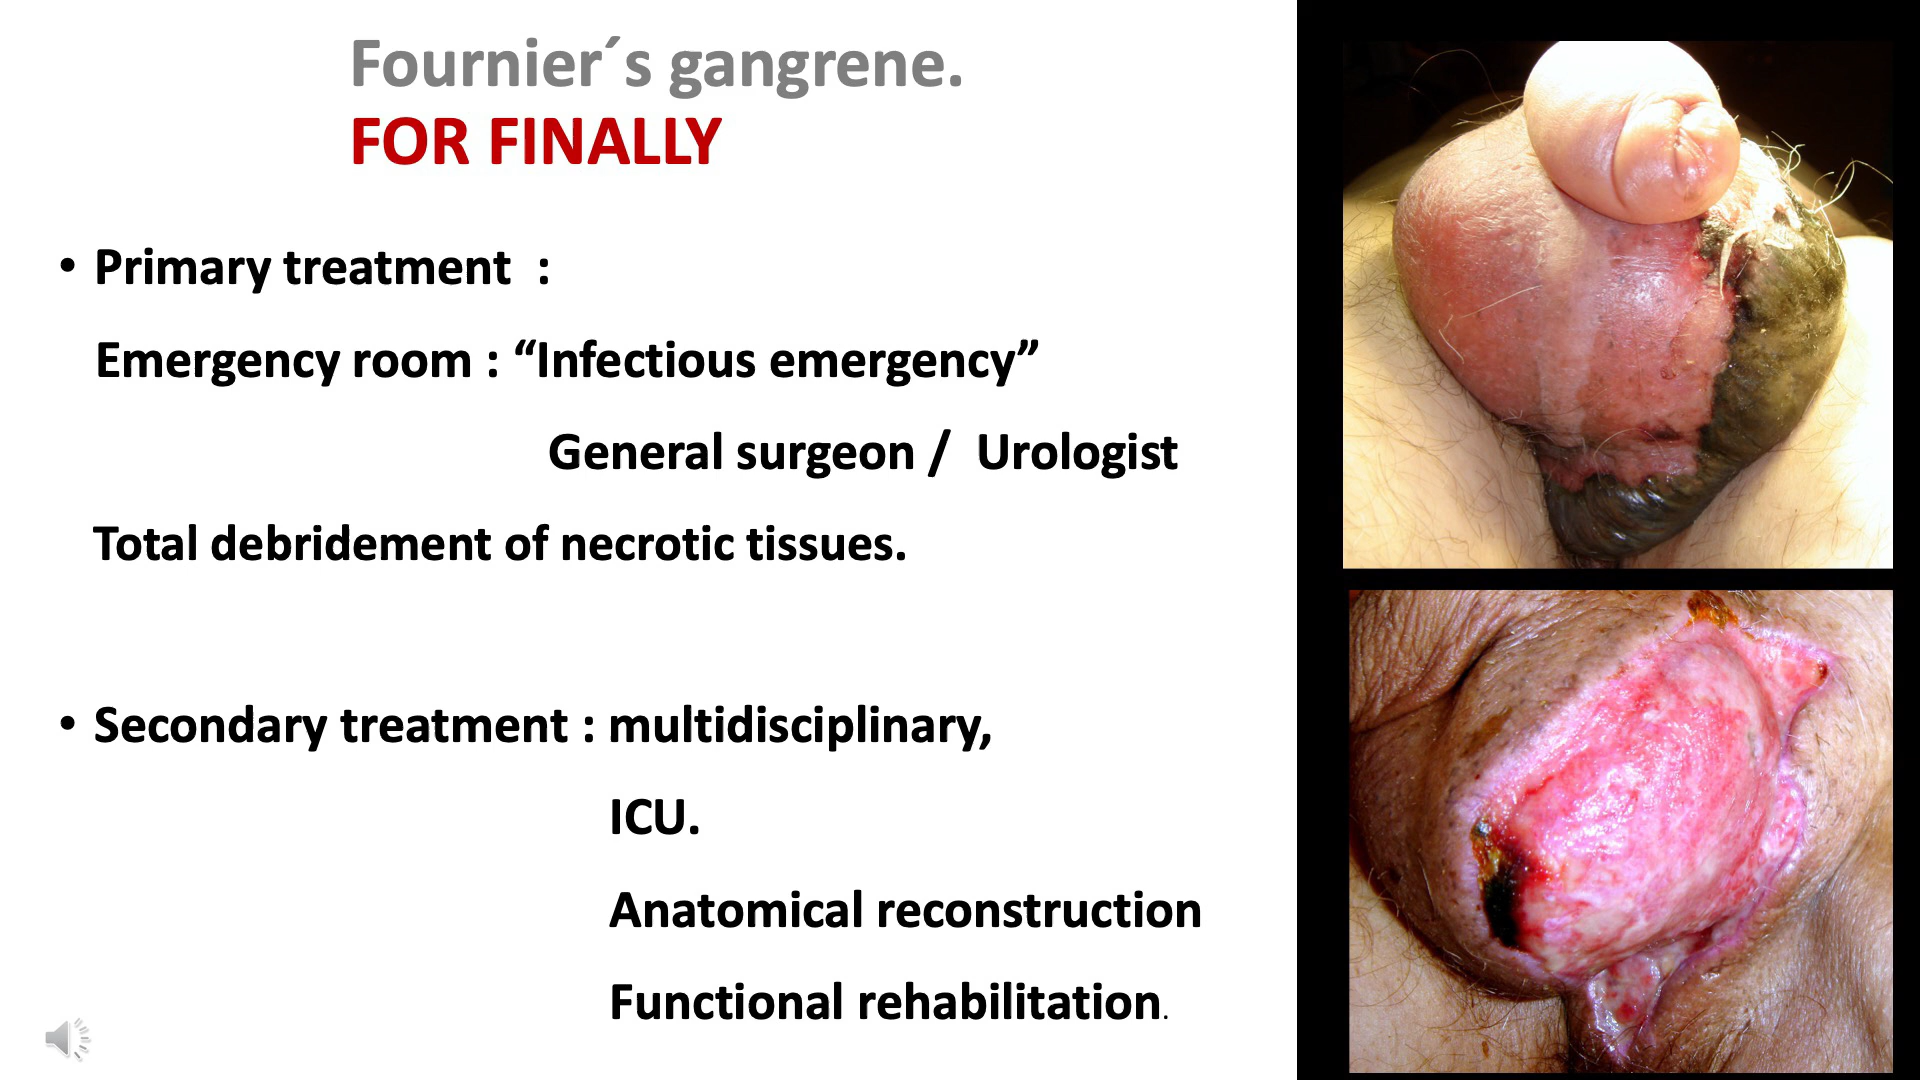 Fournier´s gangrene.
FOR FINALLY
• Primary treatment :
Emergency room : “Infectious emergency”
General surgeon / Urologist
Total debridement of necrotic tissues.
• Secondary treatment : multidisciplinary,
ICU.
Anatomical reconstruction
Functional rehabilitation.